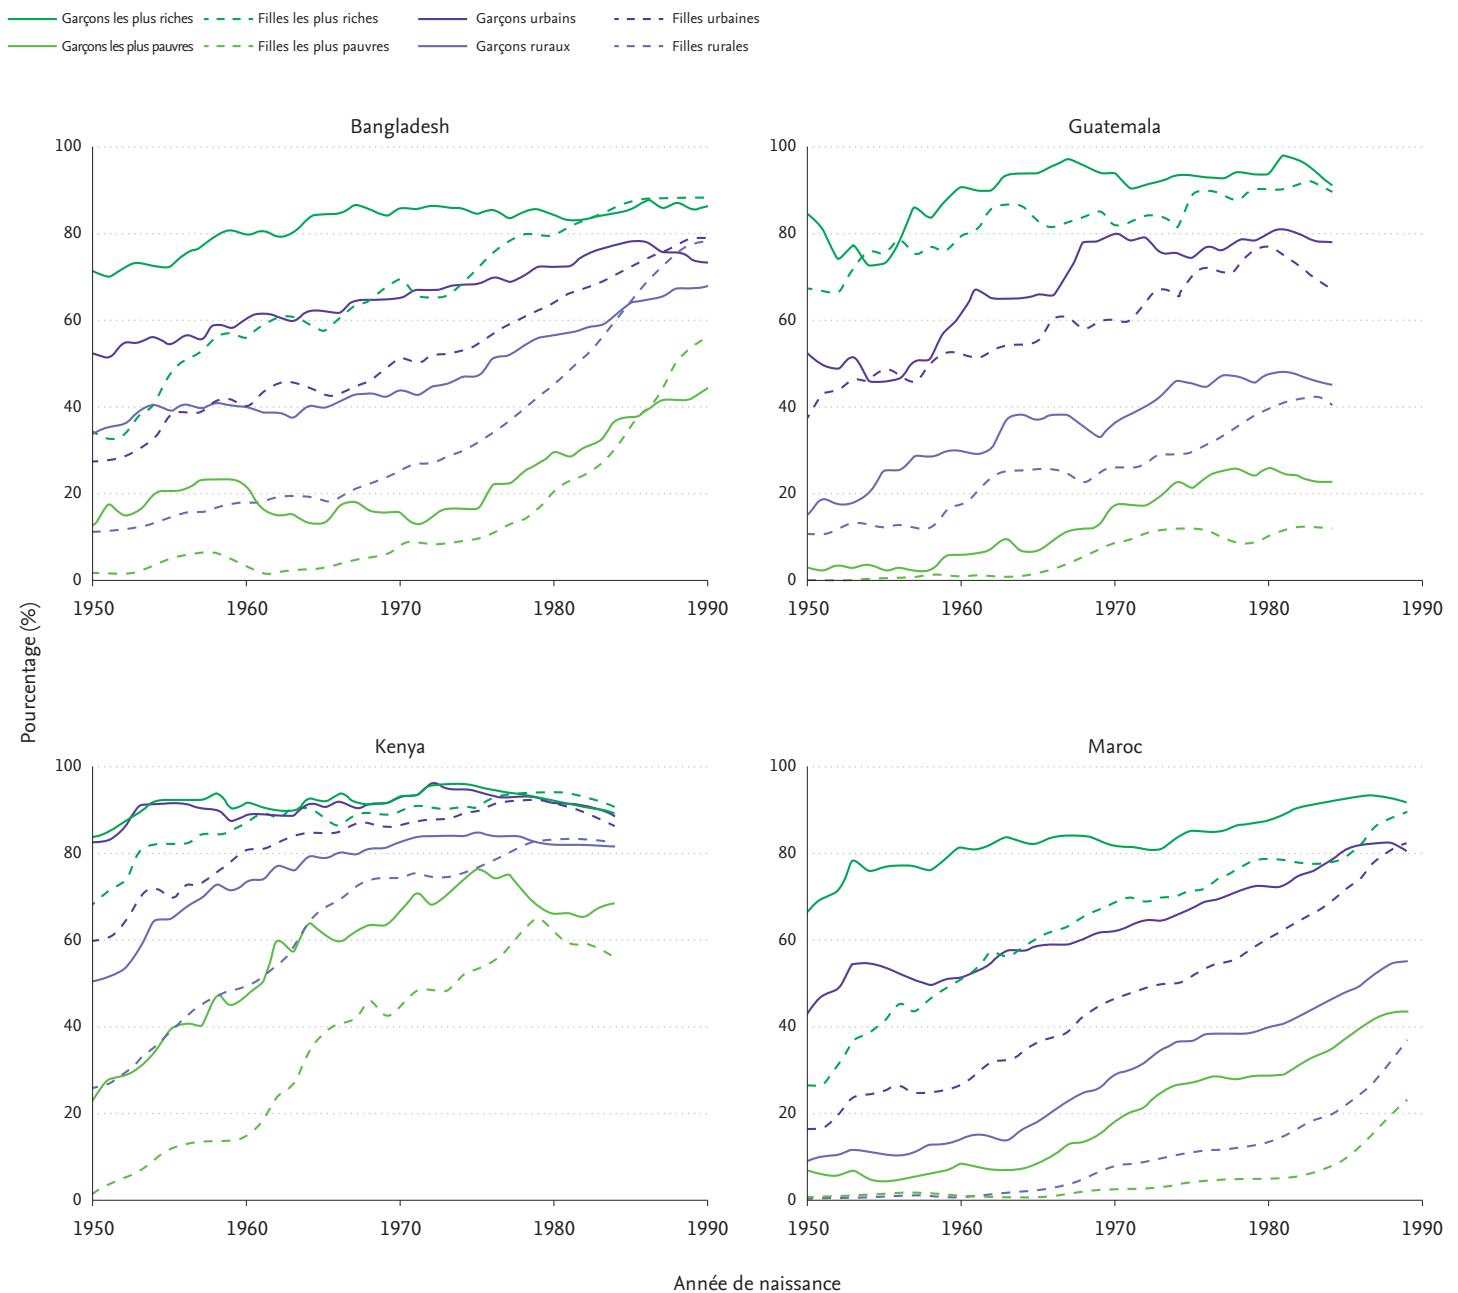 Garçons les plus riches Filles les plus riches Garçons urbains Filles urbaines
Garçons les plus pauvres Filles les plus pauvres Garçons ruraux Filles rurales
Bangladesh
100
80
60
40
20
0
1950 1960 1970 1980 1990
Guatemala
100
80
60
40
20
0
1950 1960 1970 1980 1990
Pourcentage (%)
Kenya
100
80
60
40
20
0
1950 1960 1970 1980 1990
Maroc
100
80
60
40
20
0
1950 1960 1970 1980 1990
Année de naissance